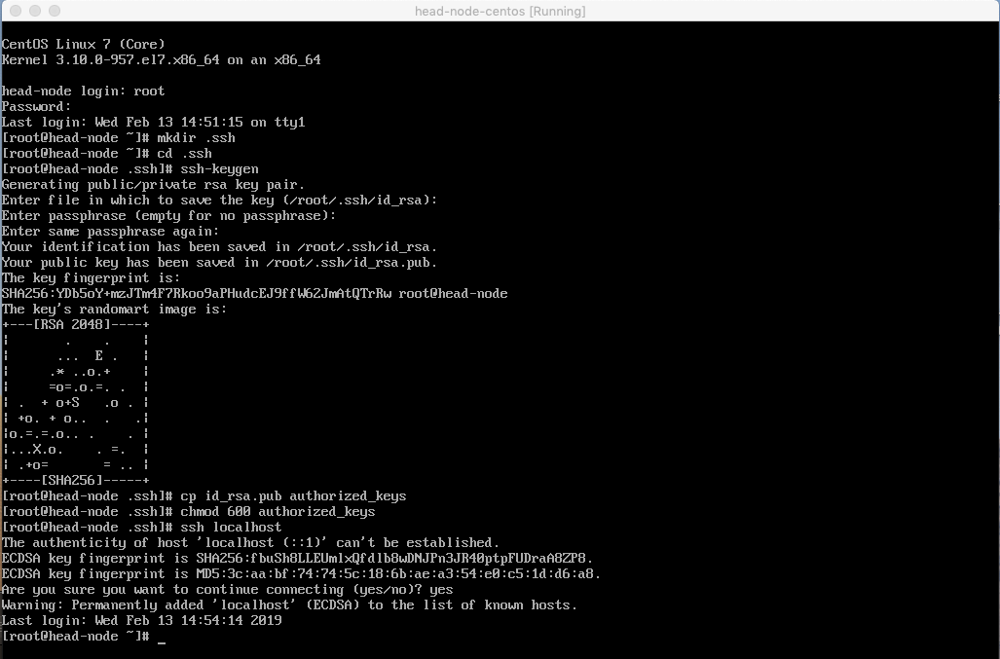 head-node-centos [Running]
CentOS Linux 7 (Core)
Kernel 3.10.0-957.el7.x86_64 on an x86_64
head-node login: root
Password:
Last login: Wed Feb 13 14:51:15 on tty1
[root@head-node ~]# mkdir .ssh
[root@head-node ~]# cd .ssh
[root@head-node .ssh]# ssh-keygen
Generating public/private rsa key pair.
Enter file in which to save the key (/root/.ssh/id_rsa):
Enter passphrase (empty for no passphrase):
Enter same passphrase again:
Your identification has been saved in /root/.ssh/id_rsa.
Your public key has been saved in /root/.ssh/id_rsa.pub.
The key fingerprint is:
SHA256:YDb5oY+mzJTm4F7Rkoo9aPHudcEJ9ffW62JmAtQTrRw root@head-node
The key's randomart image is:
+---[RSA 2048]----+
|       .    .    |
|      ...  E .   |
|     .* ..o.+    |
|     =o=.o.=. .  |
| .  + o+S   .o . |
| +o. + o..  .   .|
|o.=.=.o.. .    . |
|...X.o.    . =.  |
| .+o=       = .. |
+----[SHA256]-----+
[root@head-node .ssh]# cp id_rsa.pub authorized_keys
[root@head-node .ssh]# chmod 600 authorized_keys
[root@head-node .ssh]# ssh localhost
The authenticity of host 'localhost (::1)' can't be established.
ECDSA key fingerprint is SHA256:fbuSh8LLEUmlxQfdlb8wDNJPn3JR40ptpFUDraA8ZP8.
ECDSA key fingerprint is MD5:3c:aa:bf:74:74:5c:18:6b:ae:a3:54:e0:c5:1d:d6:a8.
Are you sure you want to continue connecting (yes/no)? yes
Warning: Permanently added 'localhost' (ECDSA) to the list of known hosts.
Last login: Wed Feb 13 14:54:14 2019
[root@head-node ~]# _